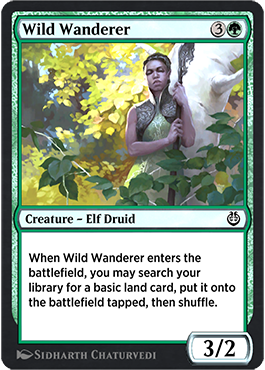 Wild Wanderer 3
Creature ~ Elf Druid
When Wild Wanderer enters the
battlefield, you may search your
library for a basic land card, put it onto
the battlefield tapped, then shuffle.
3/2
Sidharth Chaturvedi